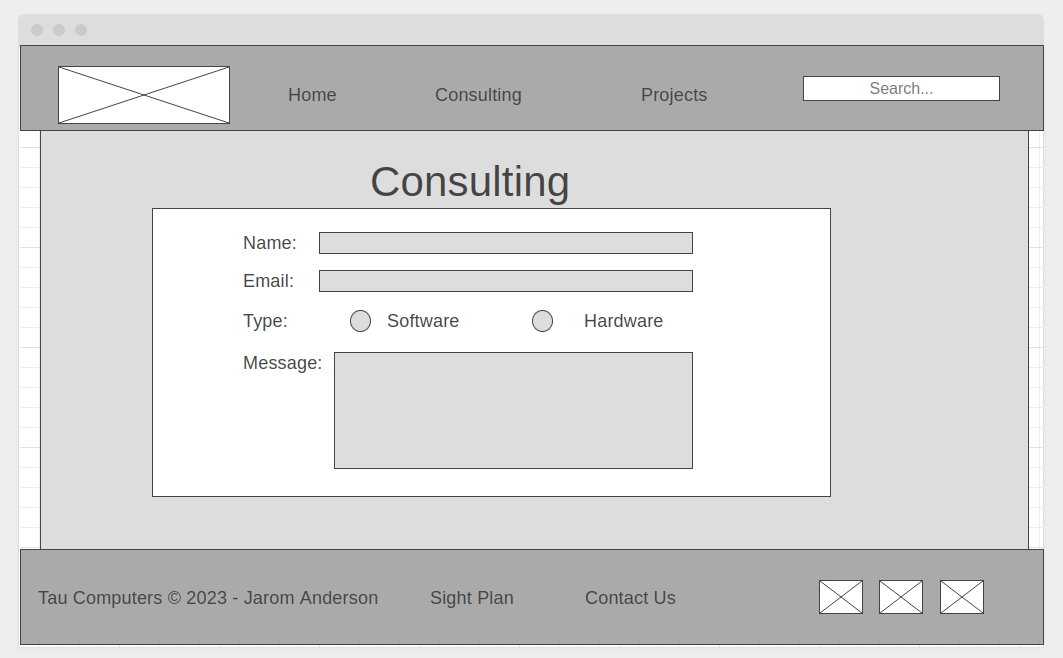 Home Consulting Projects Search...
Consulting
Name:
Email:
Type: Software Hardware
Message:
Tau Computers © 2023 - Jarom Anderson Sight Plan Contact Us